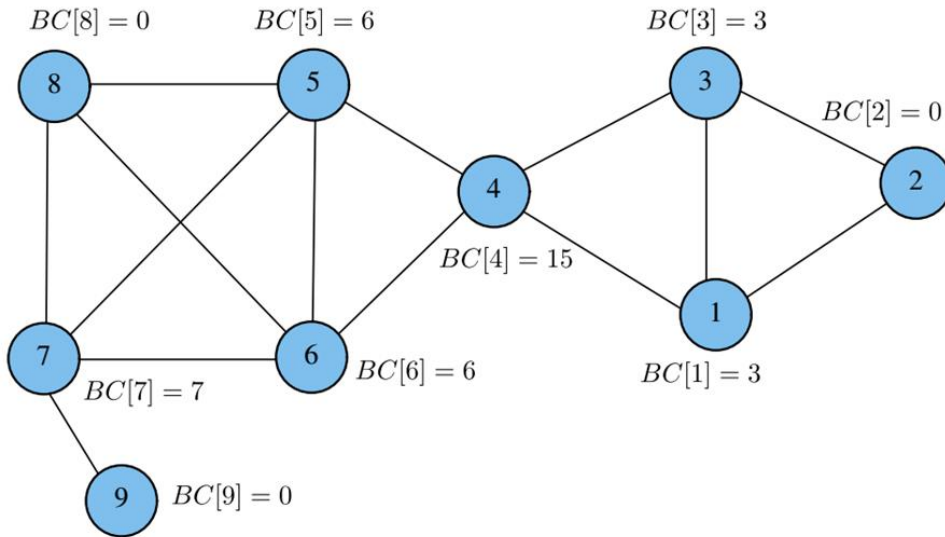 BC[8] = 0
BC[5] = 6
BC[3] = 3
8
5
3
BC[2] = 0
2
4
BC[4] = 15
1
7
6
BC[6] = 6
BC[1] = 3
BC[7] = 7
9
BC[9] = 0